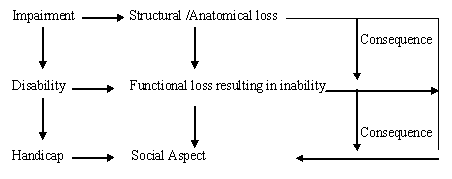 Impairment Structural /Anatomical loss
Consequence
Disability Functional loss resulting in inability
Consequence
Handicap Social Aspect